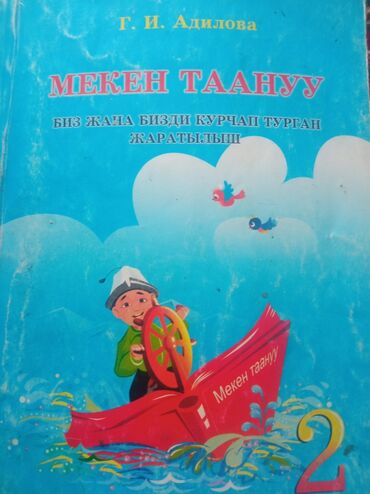 Г. И. Адилова
МЕКЕН ТААНУУ
БИЗ ЖАНА БИЗДИ КУРЧАП ТУРГАН
ЖАРАТЫЛЫШ
Мекен таануу
2